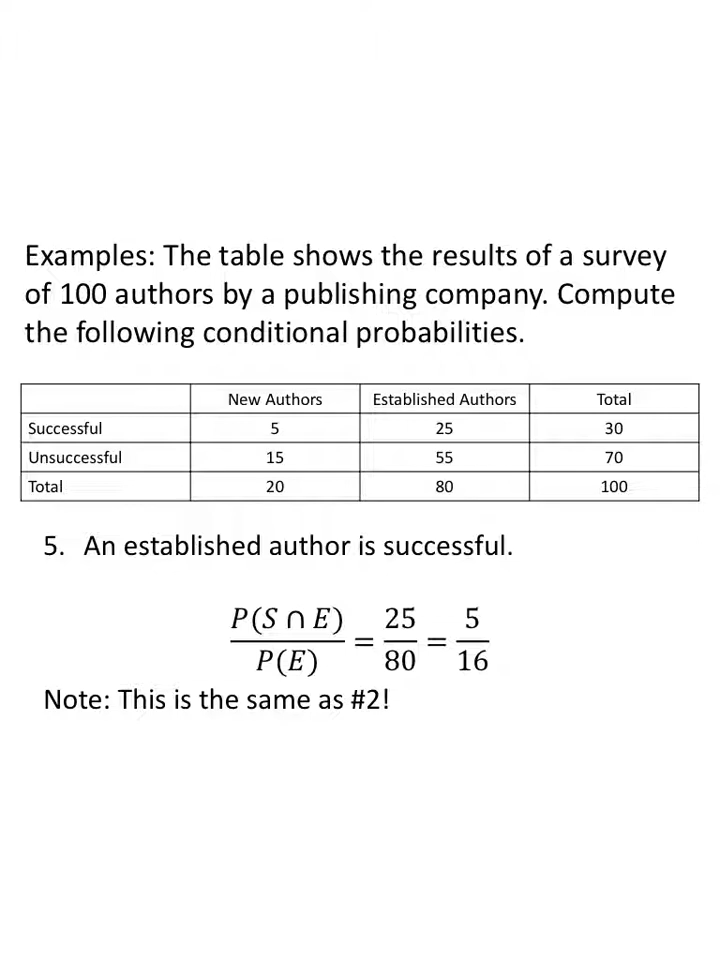 Examples: The table shows the results of a survey
of 100 authors by a publishing company. Compute
the following conditional probabilities.
New Authors Established Authors Total
Successful 5 25 30
Unsuccessful 15 55 70
Total 20 80 100
5. An established author is successful.
P(S ∩ E) / P(E) = 25/80 = 5/16
Note: This is the same as #2!